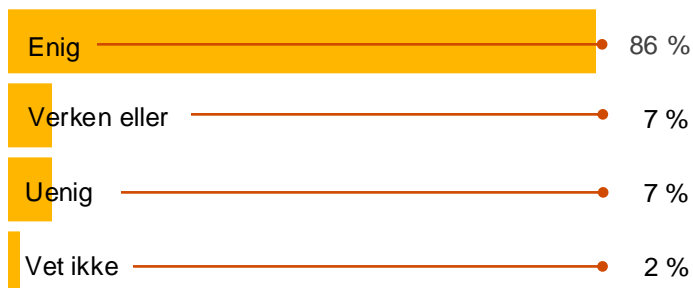 Enig 86 %
Verken eller 7 %
Uenig 7 %
Vet ikke 2 %